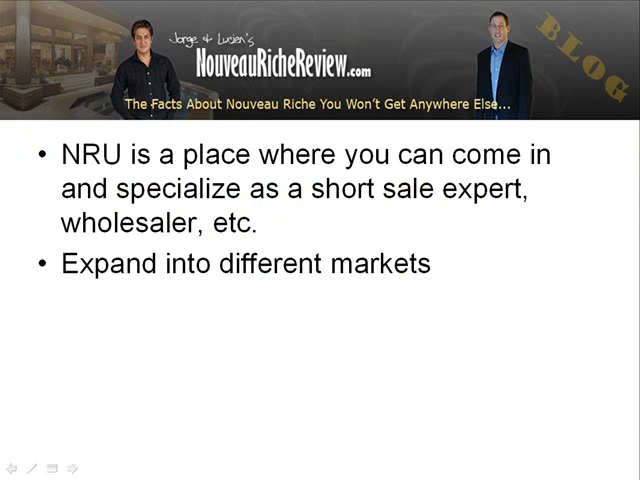 Jorge & Lucien's
NouveauRicheReview.com
BLOG
The Facts About Nouveau Riche You Won't Get Anywhere Else...
• NRU is a place where you can come in
and specialize as a short sale expert,
wholesaler, etc.
• Expand into different markets